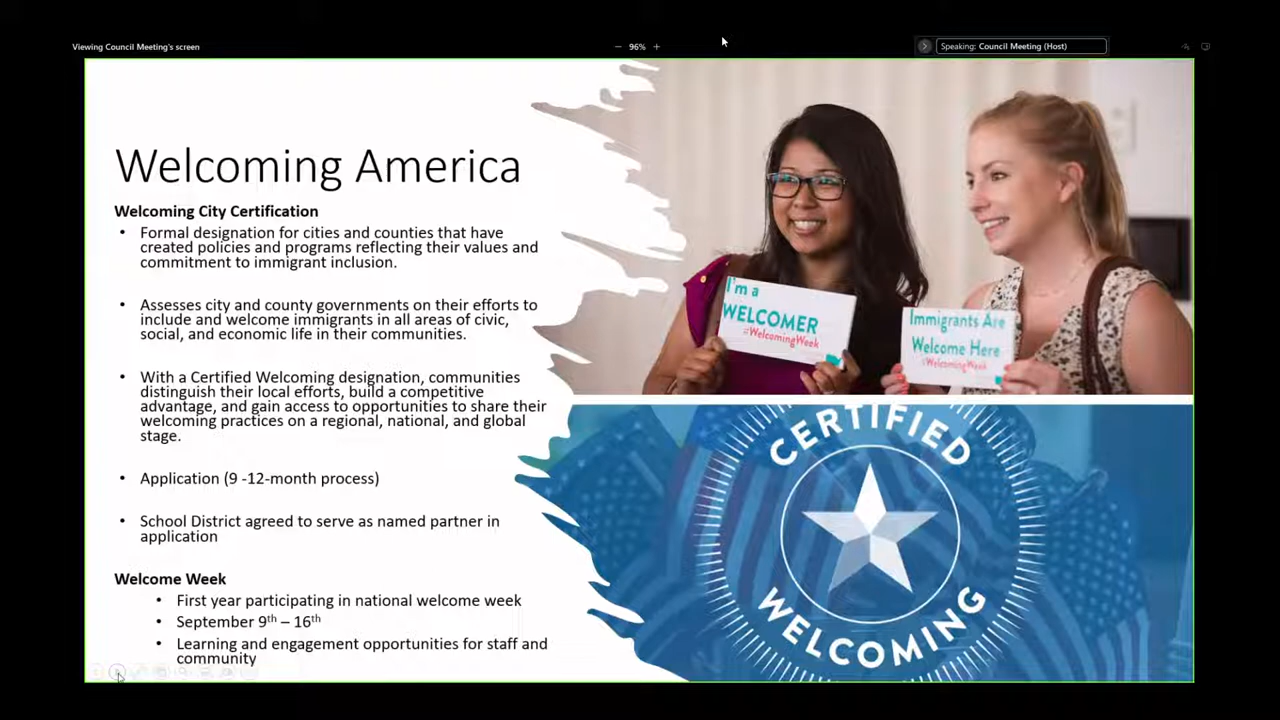 Viewing Council Meeting's screen
96%
Speaking: Council Meeting (Host)
Welcoming America
Welcoming City Certification
• Formal designation for cities and counties that have
created policies and programs reflecting their values and
commitment to immigrant inclusion.
• Assesses city and county governments on their efforts to
include and welcome immigrants in all areas of civic,
social, and economic life in their communities.
• With a Certified Welcoming designation, communities
distinguish their local efforts, build a competitive
advantage, and gain access to opportunities to share their
welcoming practices on a regional, national, and global
stage.
• Application (9 -12-month process)
• School District agreed to serve as named partner in
application
Welcome Week
• First year participating in national welcome week
• September 9th – 16th
• Learning and engagement opportunities for staff and
community
I'm a
WELCOMER
#WelcomingWeek
Immigrants Are
Welcome Here
#WelcomingWeek
CERTIFIED
WELCOMING